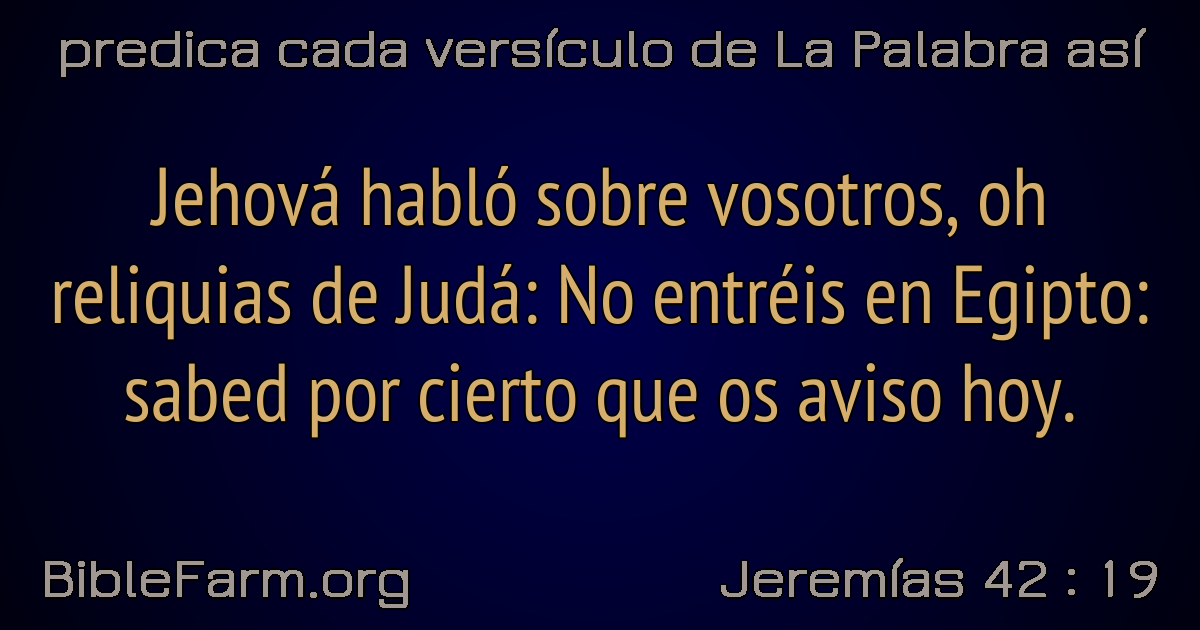 predica cada versículo de La Palabra así
Jehová habló sobre vosotros, oh
reliquias de Judá: No entréis en Egipto:
sabed por cierto que os aviso hoy.
BibleFarm.org
Jeremías 42 : 19